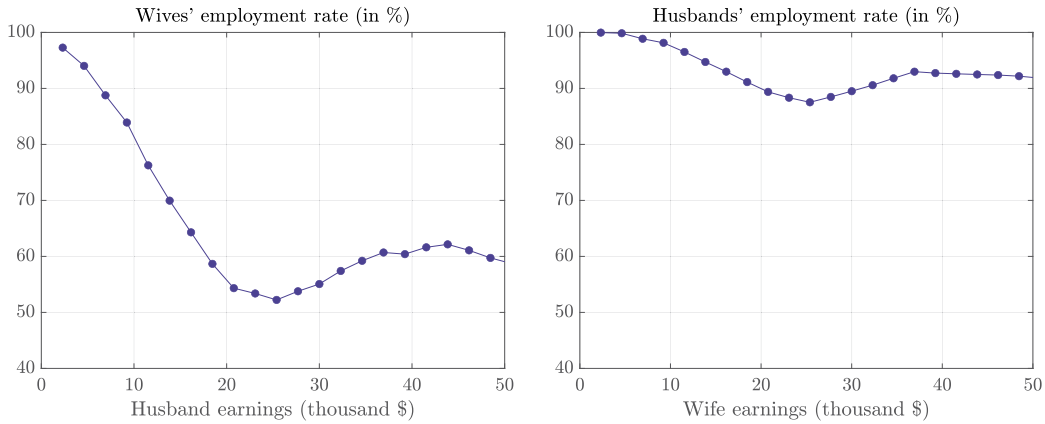 Wives' employment rate (in %)
100
90
80
70
60
50
40
0 10 20 30 40 50
Husband earnings (thousand $)
Husbands' employment rate (in %)
100
90
80
70
60
50
40
0 10 20 30 40 50
Wife earnings (thousand $)